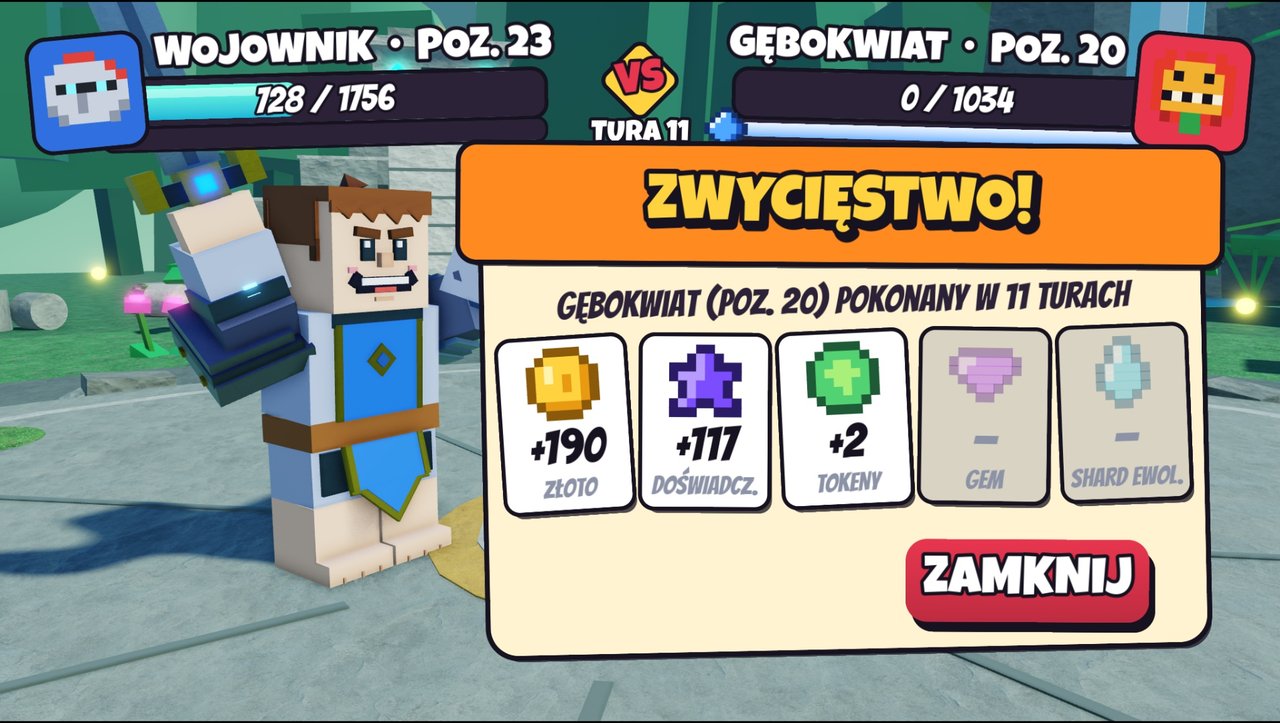 WOJOWNIK • POZ. 23
728 / 1756
VS
TURA 11
GĘBOKWIAT • POZ. 20
0 / 1034
ZWYCIĘSTWO!
GĘBOKWIAT (POZ. 20) POKONANY W 11 TURACH
+190
ZŁOTO
+117
DOŚWIADCZ.
+2
TOKENY
–
GEM
–
SHARD EWOL.
ZAMKNIJ